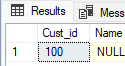 Results Mess
Cust_id Name
1 100 NULL